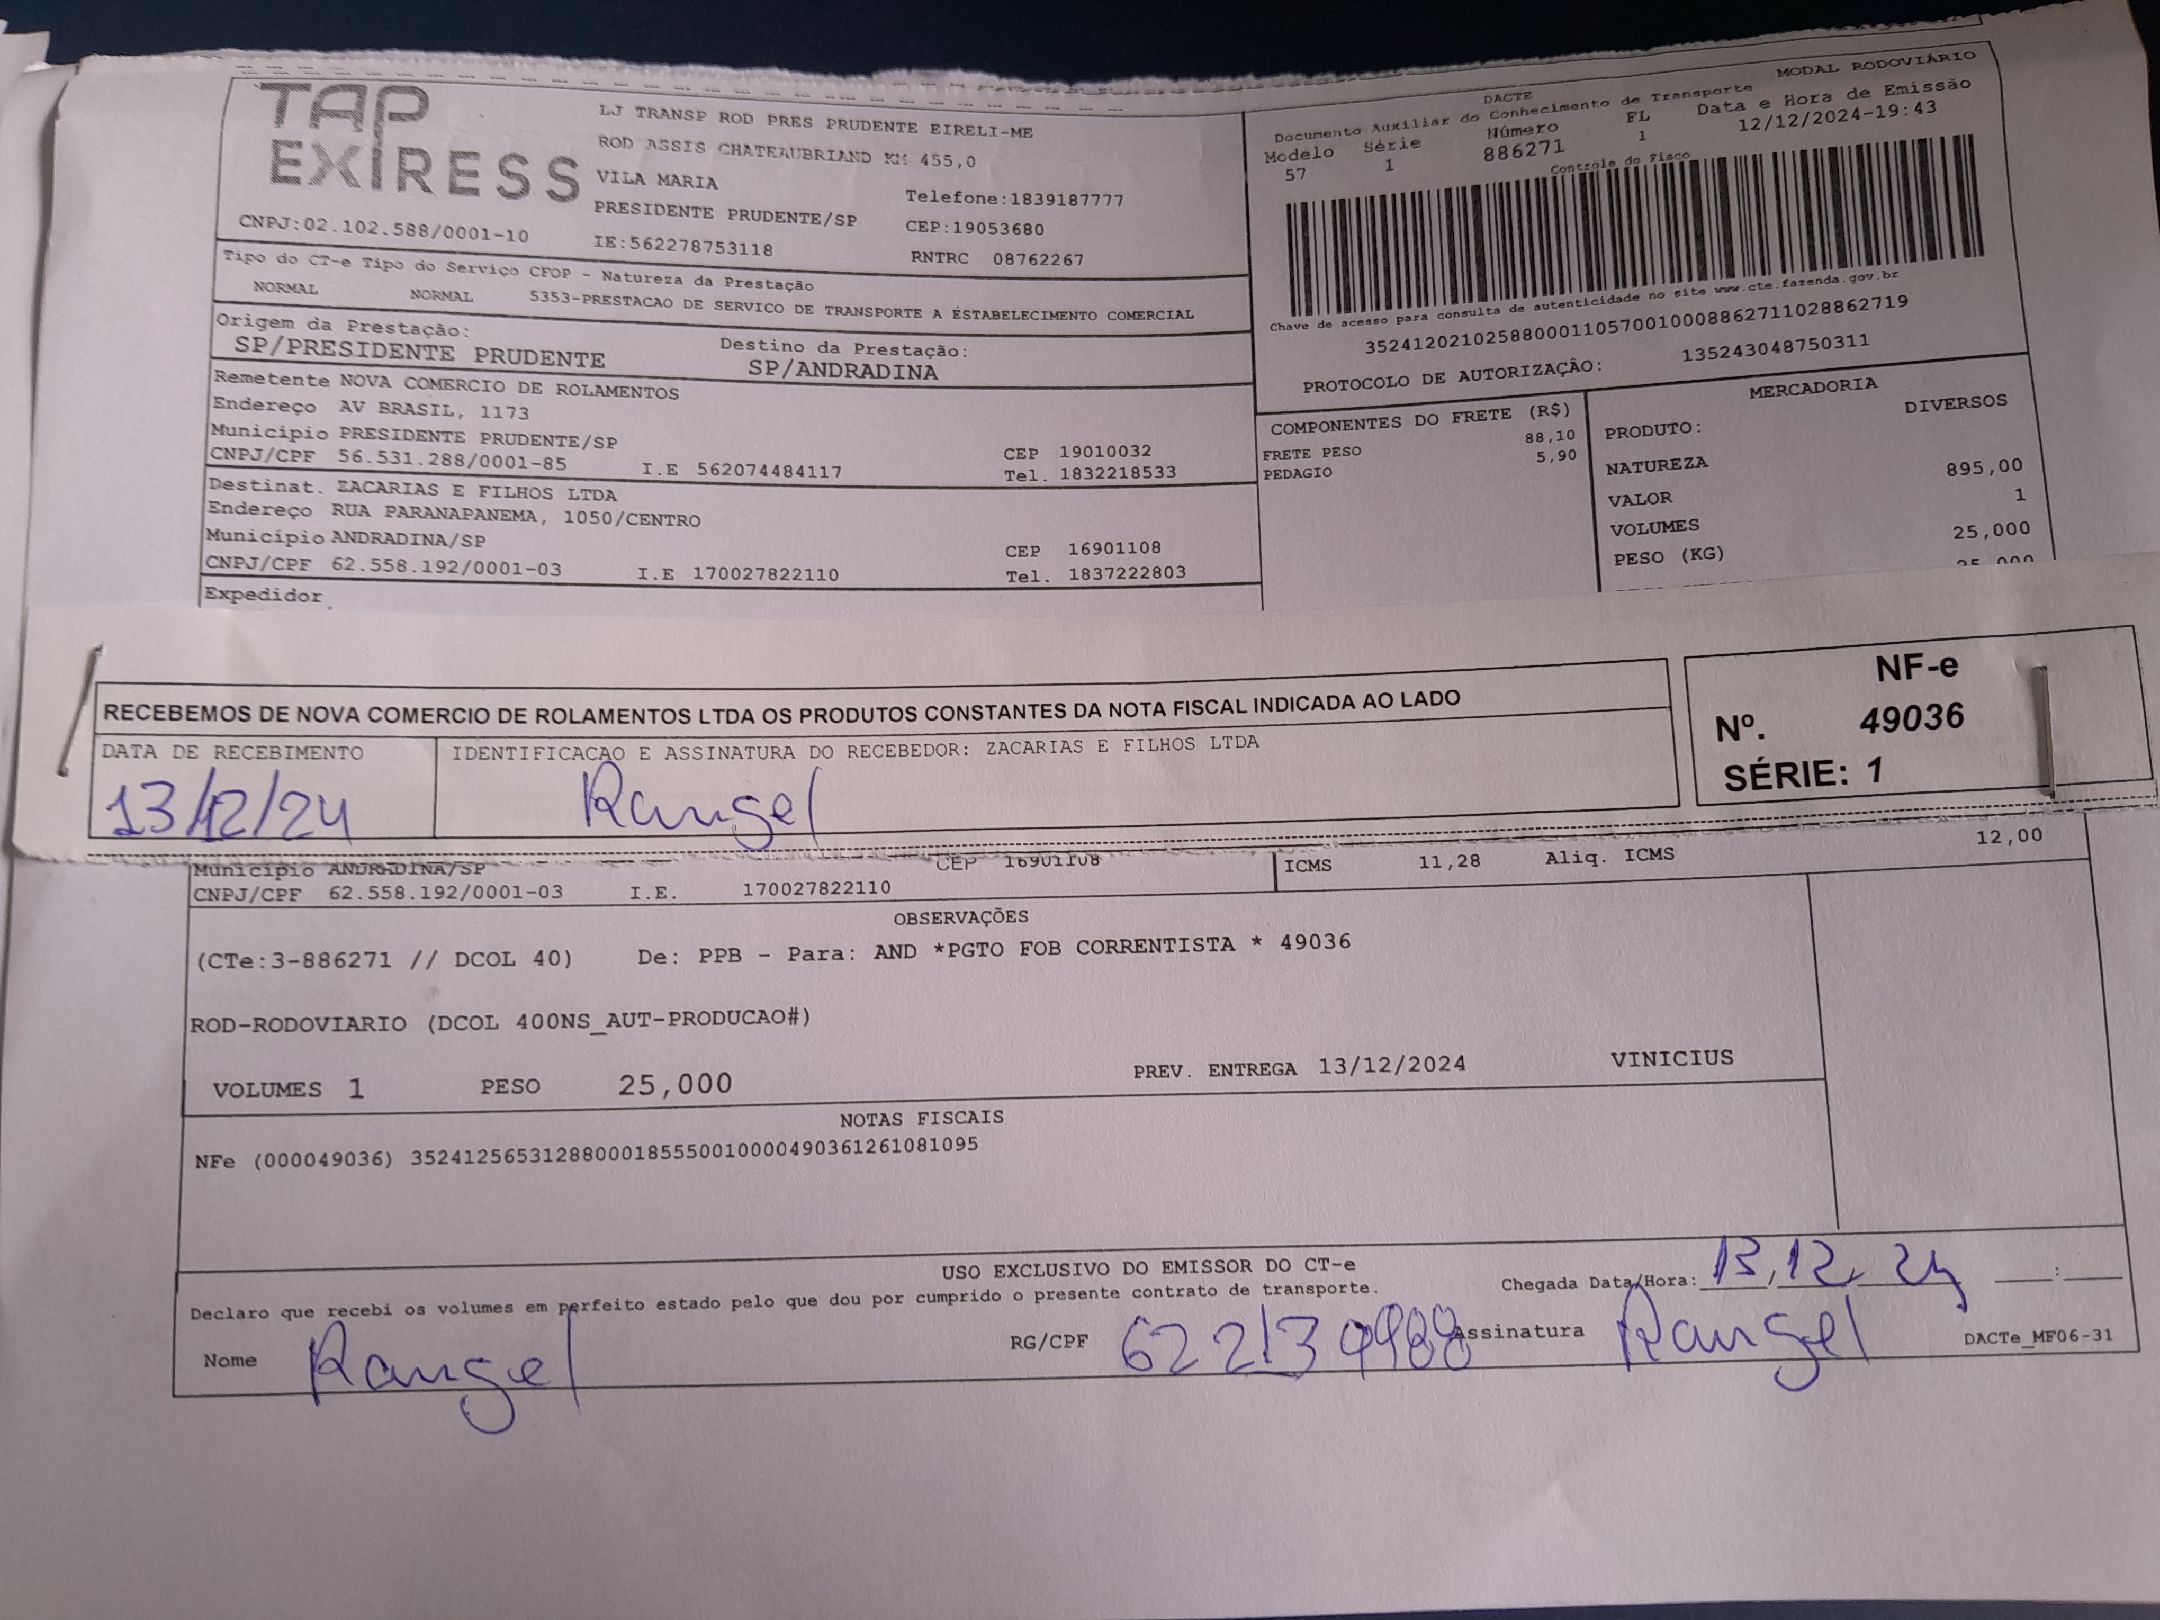 TAP
EXIRESS
LJ TRANSP ROD PRES PRUDENTE EIRELI-ME
ROD ASSIS CHATEAUBRIAND KM 455,0
VILA MARIA
Telefone:1839187777
PRESIDENTE PRUDENTE/SP
CEP:19053680
CNPJ:02.102.588/0001-10
IE:562278753118
RNTRC 08762267
DACTE
MODAL RODOVIÁRIO
Documento Auxiliar do Conhecimento de Transporte
Modelo Série Número FL Data e Hora de Emissão
57 1 886271 1 12/12/2024-19:43
Controle do Fisco
Chave de acesso para consulta de autenticidade no site www.cte.fazenda.gov.br
35241202102588000110570010008862711028862719
PROTOCOLO DE AUTORIZAÇÃO: 135243048750311
Tipo do CT-e Tipo do Serviço CFOP - Natureza da Prestação
NORMAL NORMAL 5353-PRESTACAO DE SERVICO DE TRANSPORTE A ESTABELECIMENTO COMERCIAL
Origem da Prestação: Destino da Prestação:
SP/PRESIDENTE PRUDENTE SP/ANDRADINA
Remetente NOVA COMERCIO DE ROLAMENTOS
Endereço AV BRASIL, 1173
Município PRESIDENTE PRUDENTE/SP CEP 19010032
CNPJ/CPF 56.531.288/0001-85 I.E 562074484117 Tel. 1832218533
Destinat. ZACARIAS E FILHOS LTDA
Endereço RUA PARANAPANEMA, 1050/CENTRO
Município ANDRADINA/SP CEP 16901108
CNPJ/CPF 62.558.192/0001-03 I.E 170027822110 Tel. 1837222803
Expedidor
COMPONENTES DO FRETE (R$)
FRETE PESO 88,10
PEDAGIO 5,90
MERCADORIA
PRODUTO: DIVERSOS
NATUREZA
VALOR 895,00
VOLUMES 1
PESO (KG) 25,000
RECEBEMOS DE NOVA COMERCIO DE ROLAMENTOS LTDA OS PRODUTOS CONSTANTES DA NOTA FISCAL INDICADA AO LADO
DATA DE RECEBIMENTO
13/12/24
IDENTIFICACAO E ASSINATURA DO RECEBEDOR: ZACARIAS E FILHOS LTDA
Rangel
NF-e
Nº. 49036
SÉRIE: 1
Município ANDRADINA/SP CEP 16901108
CNPJ/CPF 62.558.192/0001-03 I.E. 170027822110
ICMS 11,28 Aliq. ICMS 12,00
OBSERVAÇÕES
(CTe:3-886271 // DCOL 40) De: PPB - Para: AND *PGTO FOB CORRENTISTA * 49036
ROD-RODOVIARIO (DCOL 400NS_AUT-PRODUCAO#)
VOLUMES 1 PESO 25,000 PREV. ENTREGA 13/12/2024 VINICIUS
NOTAS FISCAIS
NFe (000049036) 35241256531288000185550010000490361261081095
USO EXCLUSIVO DO EMISSOR DO CT-e
Declaro que recebi os volumes em perfeito estado pelo que dou por cumprido o presente contrato de transporte.
Chegada Data/Hora: 13,12,24 :
Nome Rangel RG/CPF Assinatura Rangel
DACTe_MF06-31